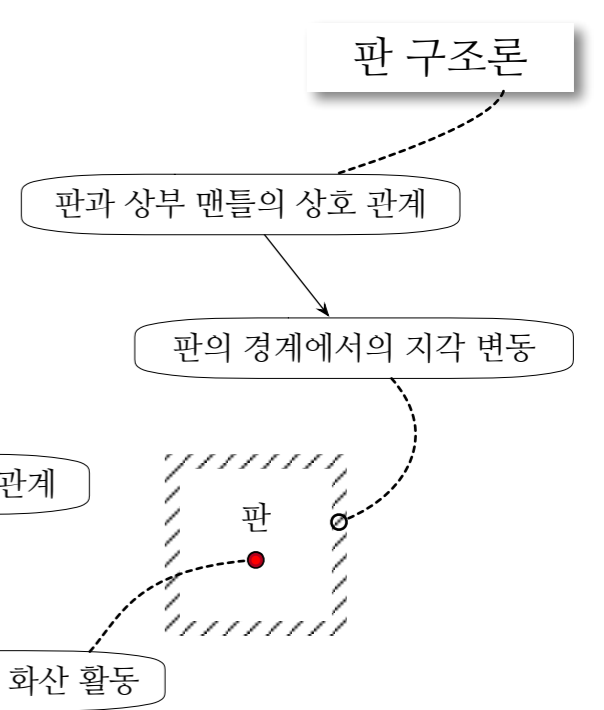 판 구조론
판과 상부 맨틀의 상호 관계
판의 경계에서의 지각 변동
관계
판
화산 활동